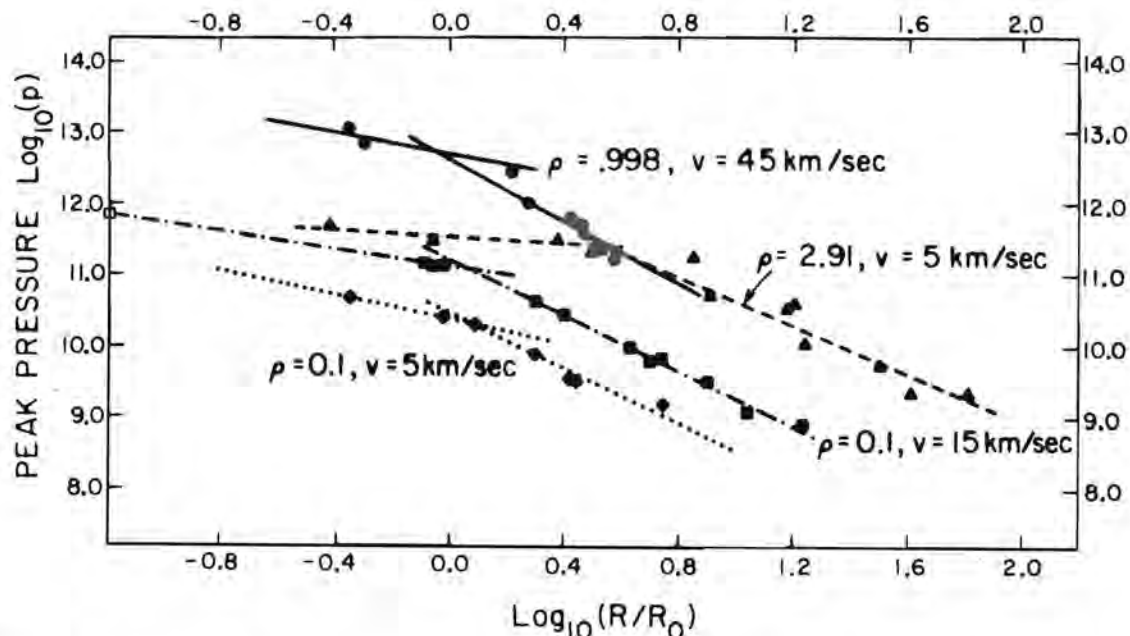 -0.8 -0.4 0.0 0.4 0.8 1.2 1.6 2.0
PEAK PRESSURE, Log10(p)
14.0 14.0
13.0 13.0
ρ = .998, v = 45 km/sec
12.0 12.0
11.0 11.0
ρ= 2.91, v = 5 km/sec
10.0 10.0
ρ=0.1, v= 5km/sec
9.0 9.0
ρ=0.1, v=15 km/sec
8.0 8.0
-0.8 -0.4 0.0 0.4 0.8 1.2 1.6 2.0
Log10(R/R0)